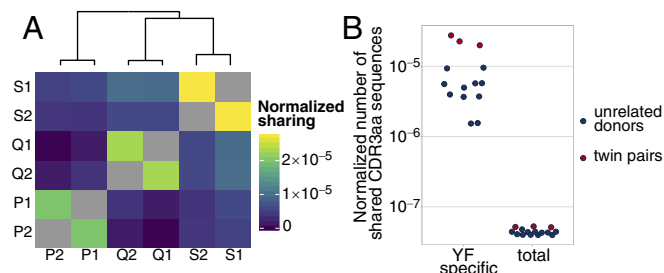 A
S1
S2
Q1
Q2
P1
P2
P2 P1 Q2 Q1 S2 S1
Normalized
sharing
2×10⁻⁵
1×10⁻⁵
0
B
Normalized number of
shared CDR3aa sequences
10⁻⁵
10⁻⁶
10⁻⁷
YF
specific
total
unrelated
donors
twin pairs